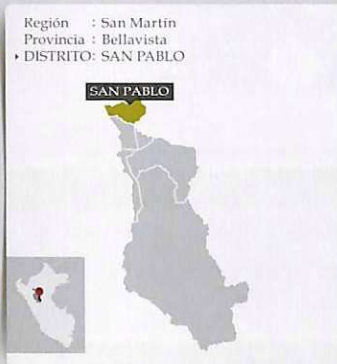 Región : San Martín
Provincia : Bellavista
DISTRITO: SAN PABLO
SAN PABLO